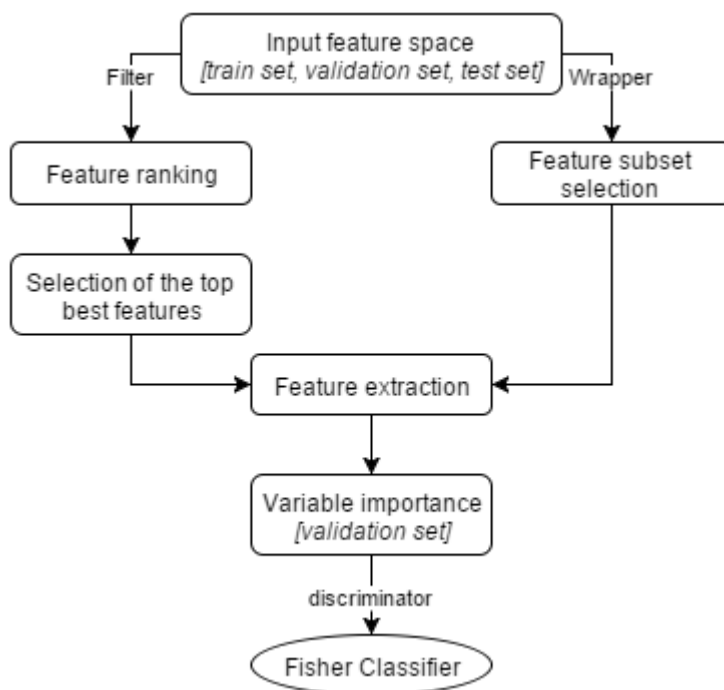 Input feature space
[train set, validation set, test set]
Filter
Wrapper
Feature ranking
Feature subset
selection
Selection of the top
best features
Feature extraction
Variable importance
[validation set]
discriminator
Fisher Classifier